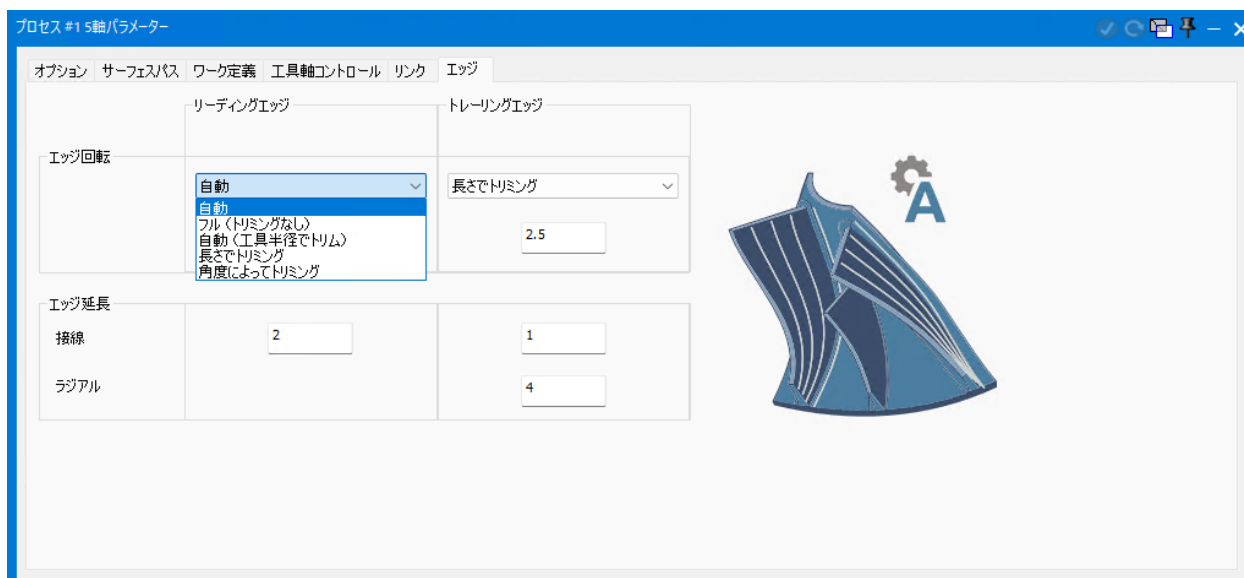 プロセス #1 5軸パラメーター
オプション サーフェスパス ワーク定義 工具軸コントロール リンク エッジ
リーディングエッジ トレーリングエッジ
エッジ回転
自動 長さでトリミング
自動
フル（トリミングなし）
自動（工具半径でトリム）
長さでトリミング
角度によってトリミング
2.5
エッジ延長
接線 2 1
ラジアル 4
A